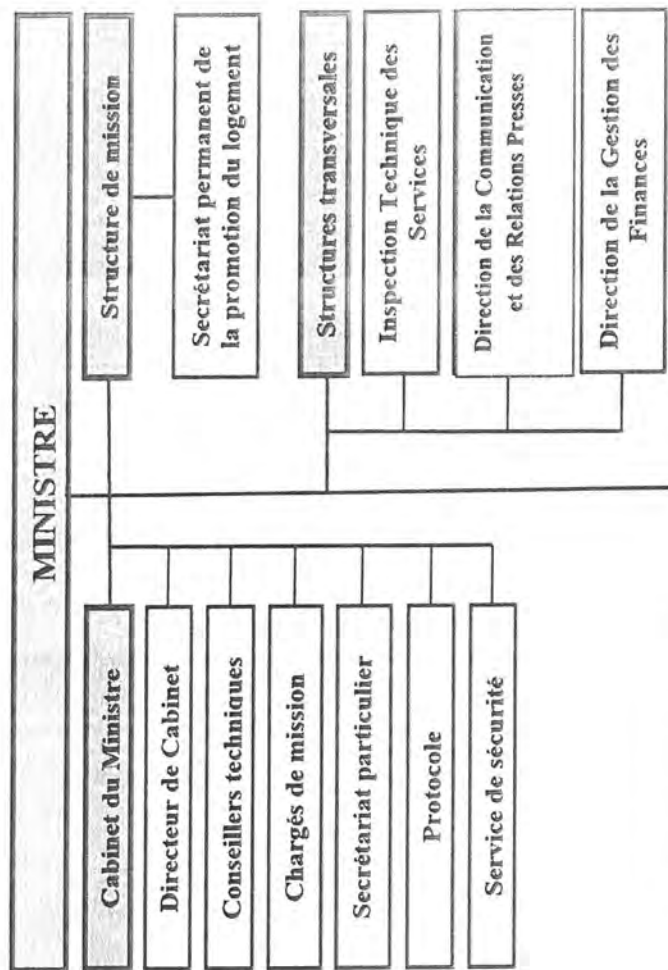 MINISTRE
Cabinet du Ministre
Directeur de Cabinet
Conseillers techniques
Chargés de mission
Secrétariat particulier
Protocole
Service de sécurité
Structure de mission
Secrétariat permanent de
la promotion du logement
Structures transversales
Inspection Technique des
Services
Direction de la Communication
et des Relations Presses
Direction de la Gestion des
Finances